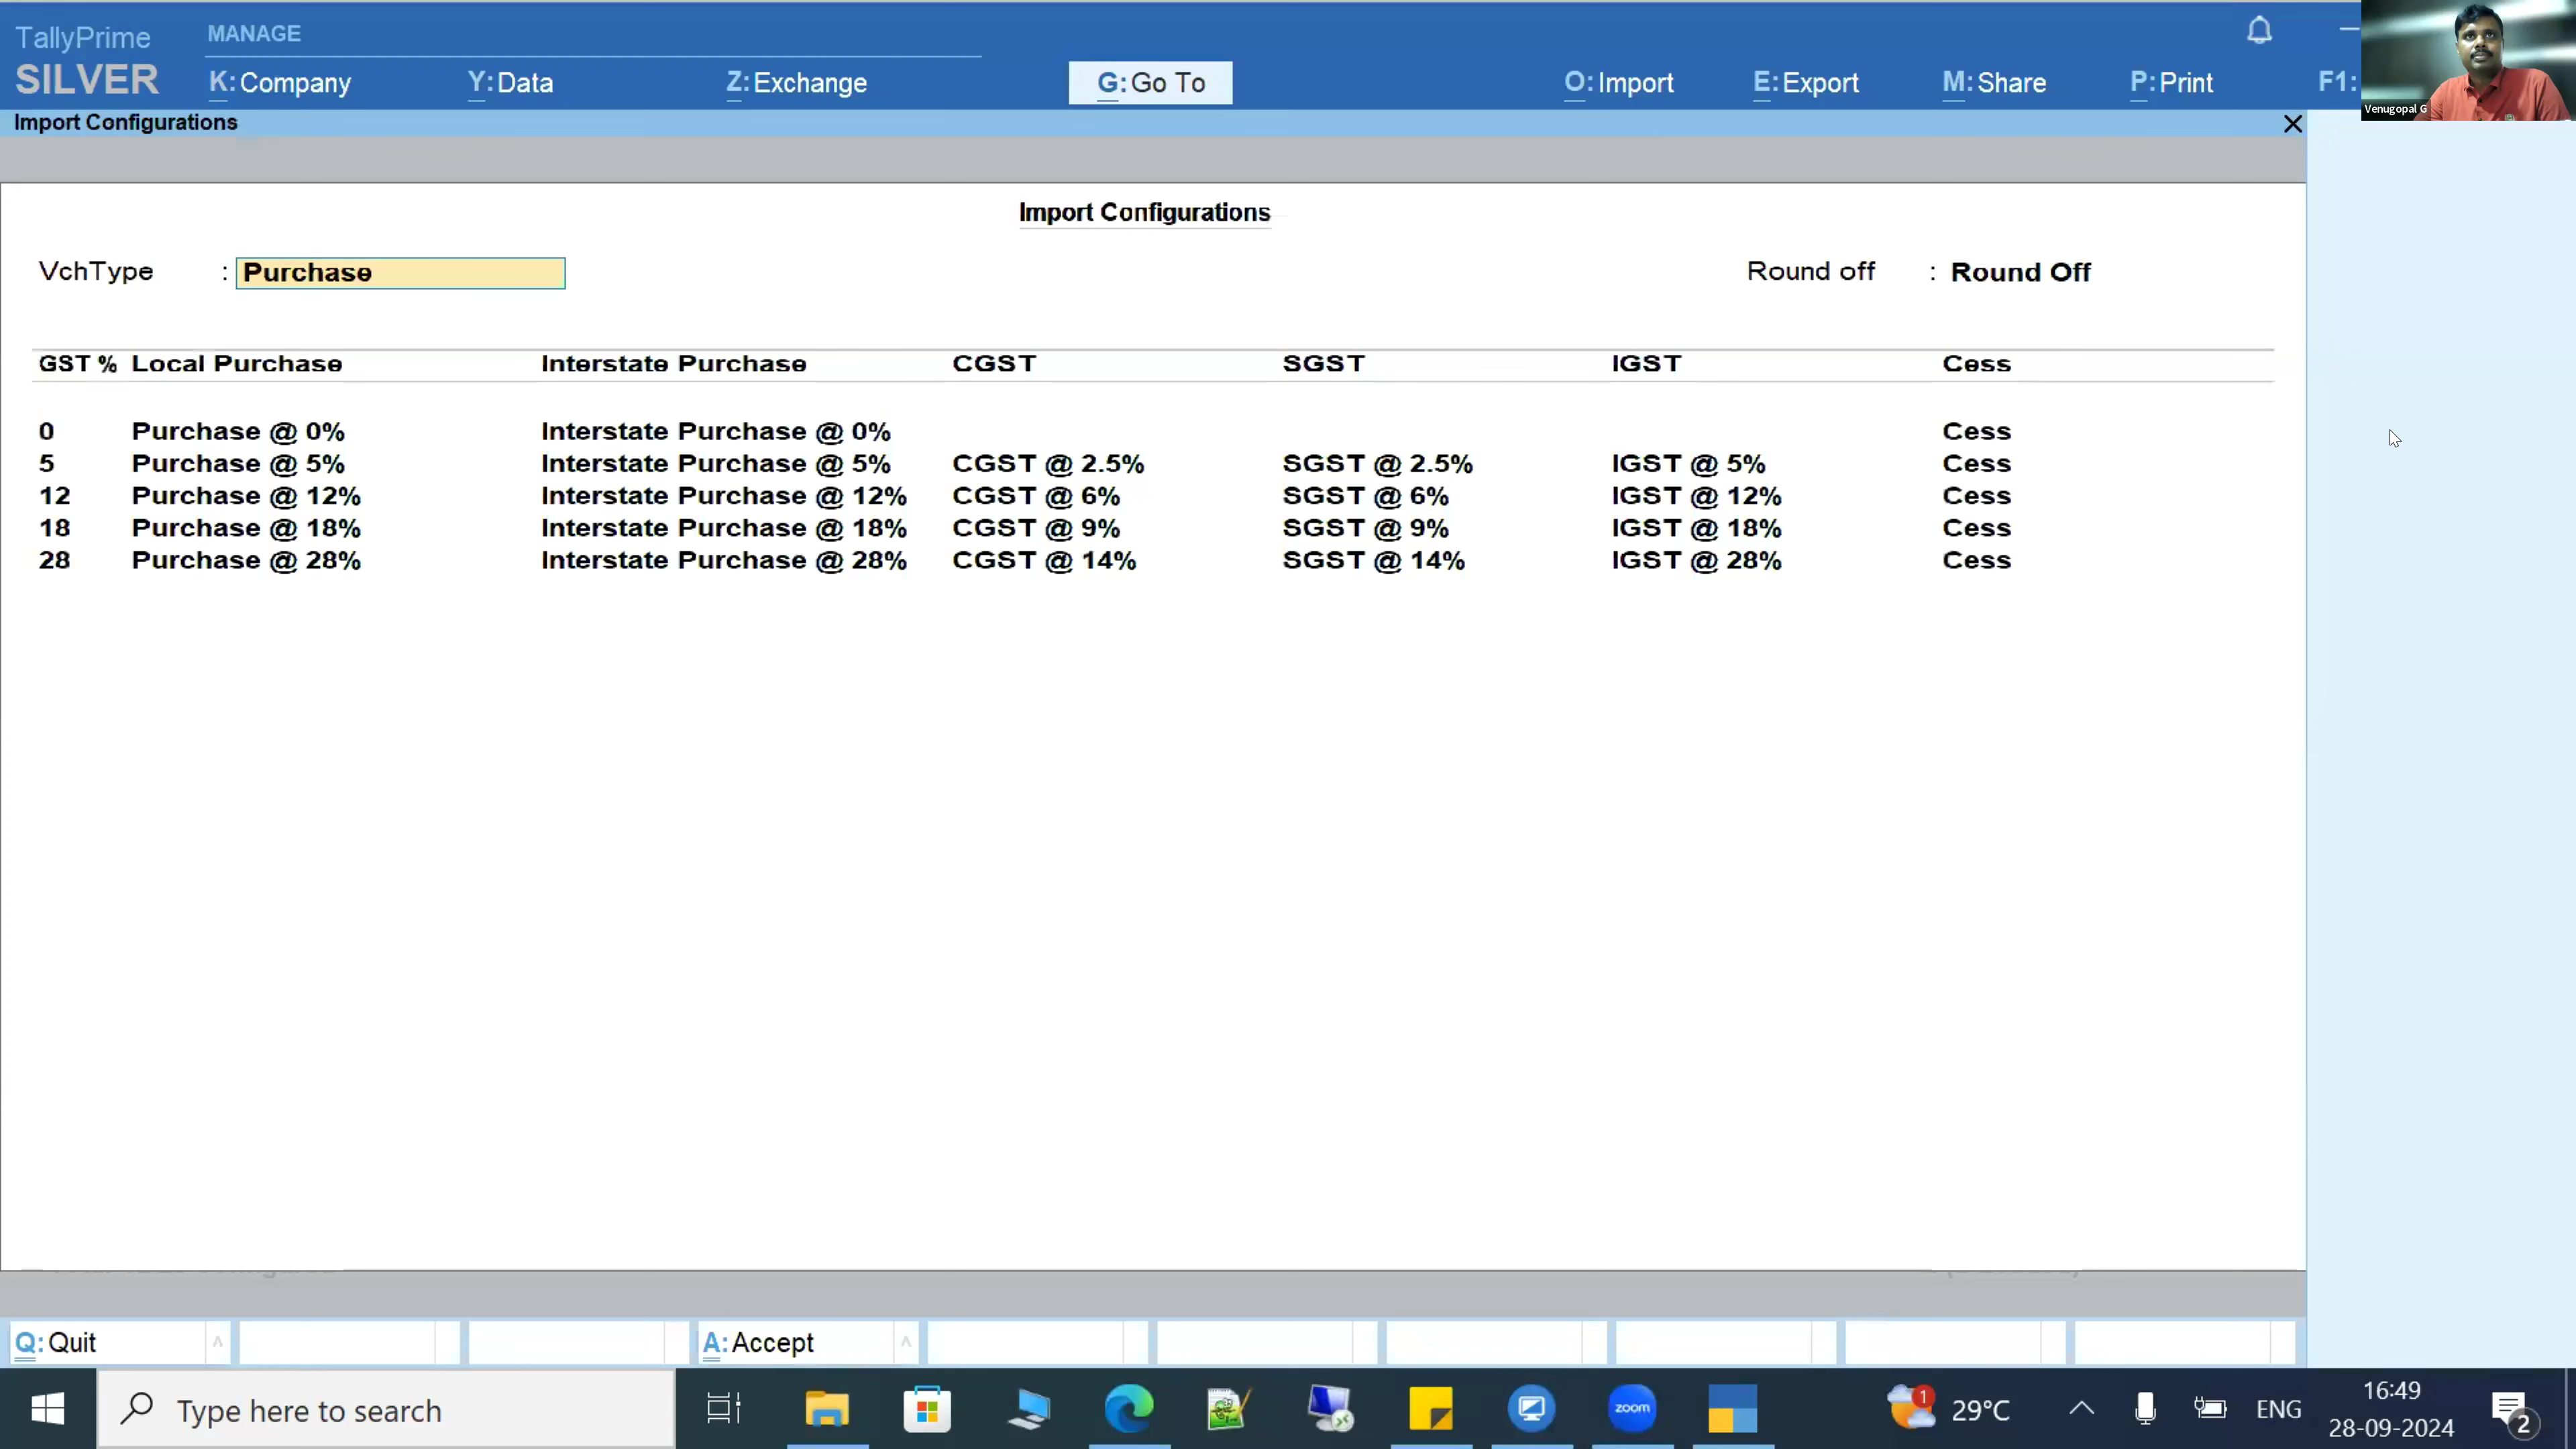 TallyPrime
SILVER
MANAGE
K: Company Y: Data Z: Exchange G: Go To O: Import E: Export M: Share P: Print F1:
Venugopal G
Import Configurations
Import Configurations
VchType : Purchase Round off : Round Off
GST % Local Purchase Interstate Purchase CGST SGST IGST Cess
0 Purchase @ 0% Interstate Purchase @ 0% Cess
5 Purchase @ 5% Interstate Purchase @ 5% CGST @ 2.5% SGST @ 2.5% IGST @ 5% Cess
12 Purchase @ 12% Interstate Purchase @ 12% CGST @ 6% SGST @ 6% IGST @ 12% Cess
18 Purchase @ 18% Interstate Purchase @ 18% CGST @ 9% SGST @ 9% IGST @ 18% Cess
28 Purchase @ 28% Interstate Purchase @ 28% CGST @ 14% SGST @ 14% IGST @ 28% Cess
Q: Quit A: Accept
Type here to search zoom 1 29°C ENG 16:49
28-09-2024 2